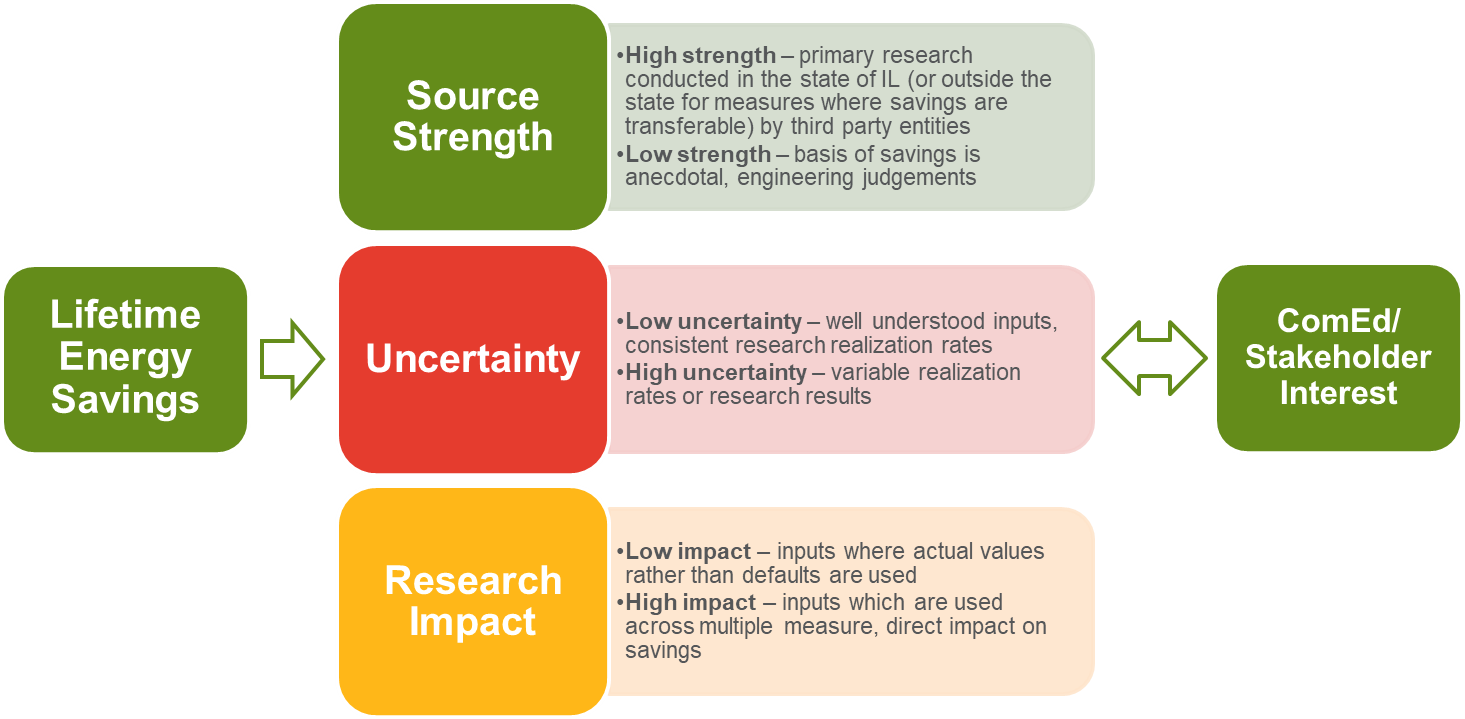 Source
Strength
•High strength – primary research
conducted in the state of IL (or outside the
state for measures where savings are
transferable) by third party entities
•Low strength – basis of savings is
anecdotal, engineering judgements
Lifetime
Energy
Savings
Uncertainty
•Low uncertainty – well understood inputs,
consistent research realization rates
•High uncertainty – variable realization
rates or research results
ComEd/
Stakeholder
Interest
Research
Impact
•Low impact – inputs where actual values
rather than defaults are used
•High impact – inputs which are used
across multiple measure, direct impact on
savings